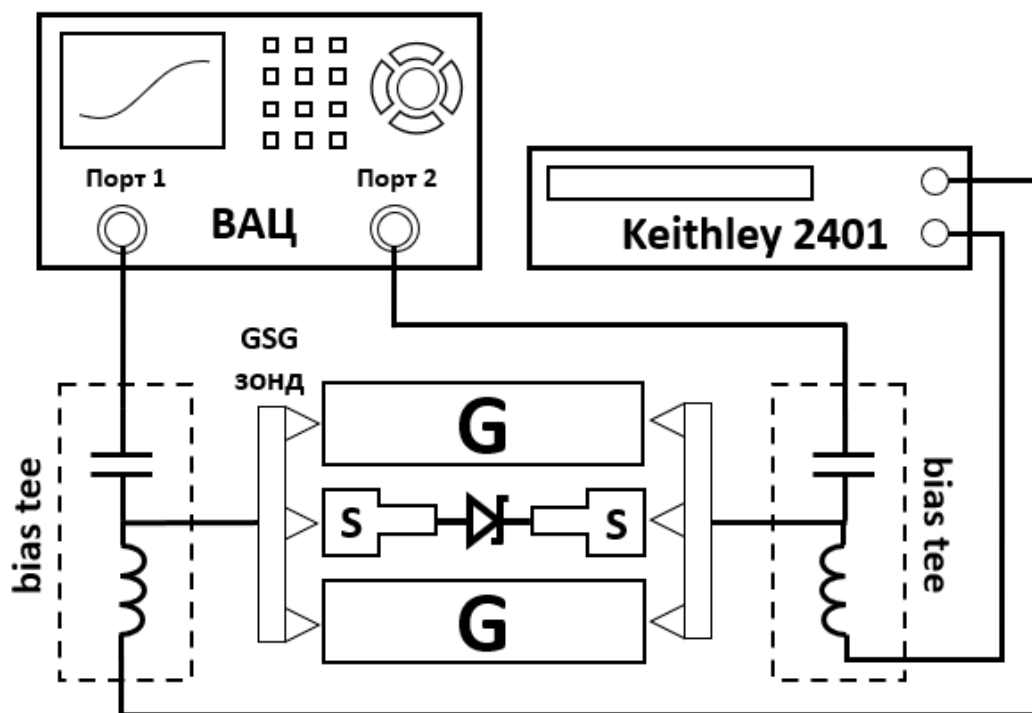 Порт 1
Порт 2
ВАЦ
Keithley 2401
GSG
зонд
G
bias tee
S
S
bias tee
G